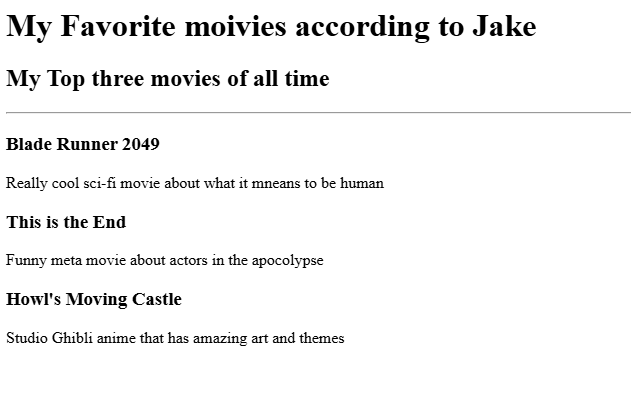 My Favorite moivies according to Jake
My Top three movies of all time
Blade Runner 2049
Really cool sci-fi movie about what it mneans to be human
This is the End
Funny meta movie about actors in the apocolypse
Howl's Moving Castle
Studio Ghibli anime that has amazing art and themes